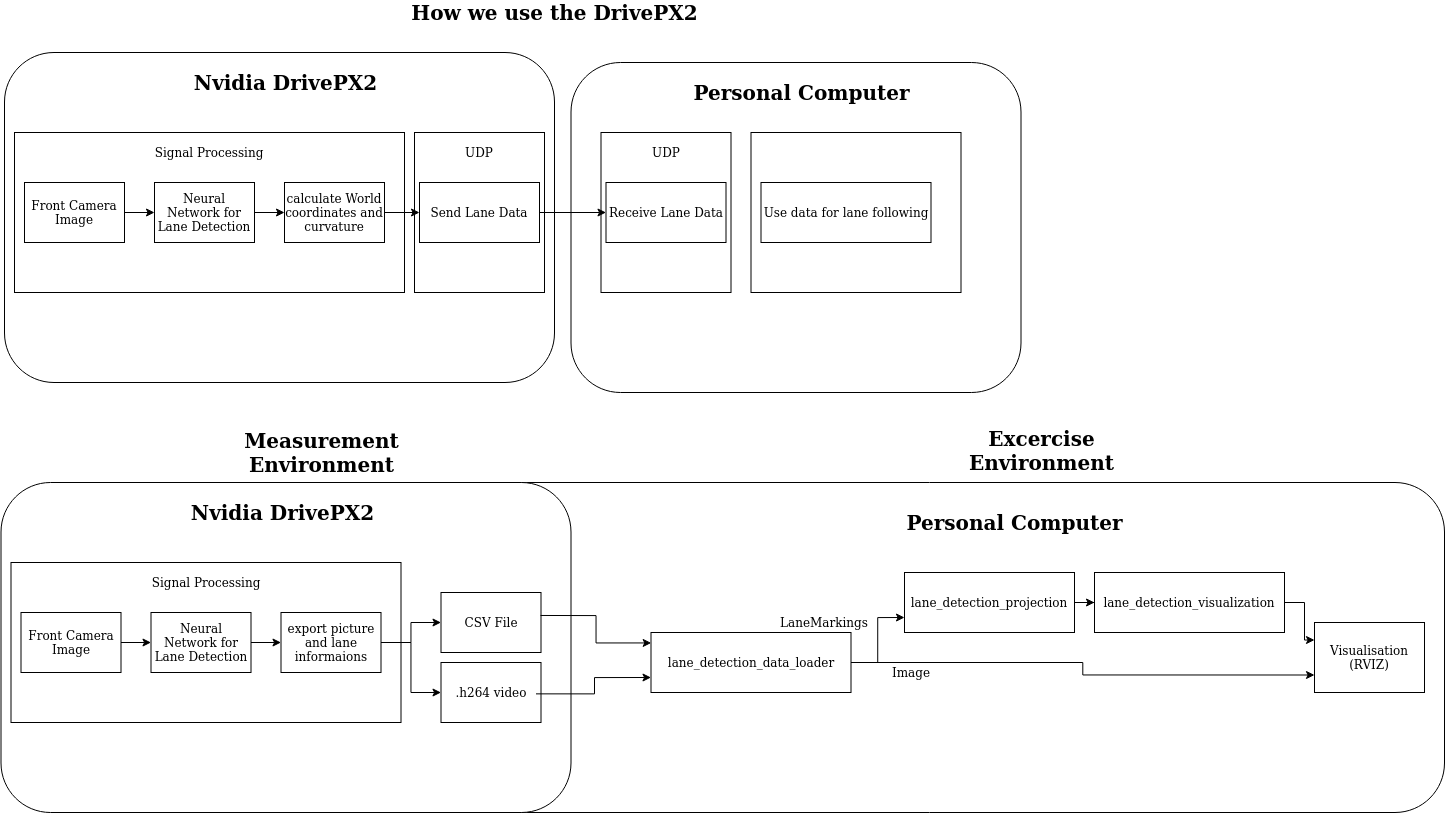 How we use the DrivePX2
Nvidia DrivePX2
Signal Processing
Front Camera
Image
Neural
Network for
Lane Detection
calculate World
coordinates and
curvature
UDP
Send Lane Data
Personal Computer
UDP
Receive Lane Data
Use data for lane following
Measurement
Environment
Nvidia DrivePX2
Signal Processing
Front Camera
Image
Neural
Network for
Lane Detection
export picture
and lane
informaions
CSV File
.h264 video
Excercise
Environment
Personal Computer
lane_detection_data_loader
LaneMarkings
Image
lane_detection_projection
lane_detection_visualization
Visualisation
(RVIZ)